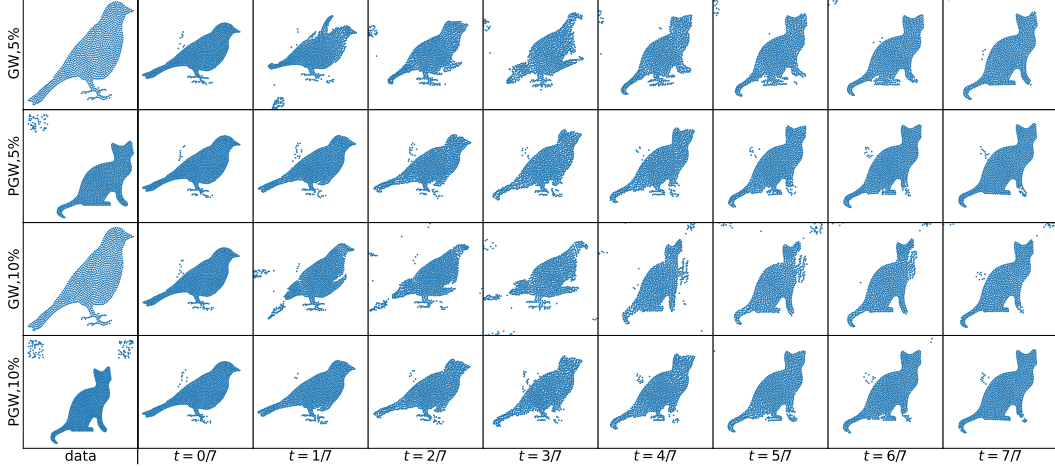 GW,5%
PGW,5%
GW,10%
PGW,10%
data
t = 0/7
t = 1/7
t = 2/7
t = 3/7
t = 4/7
t = 5/7
t = 6/7
t = 7/7